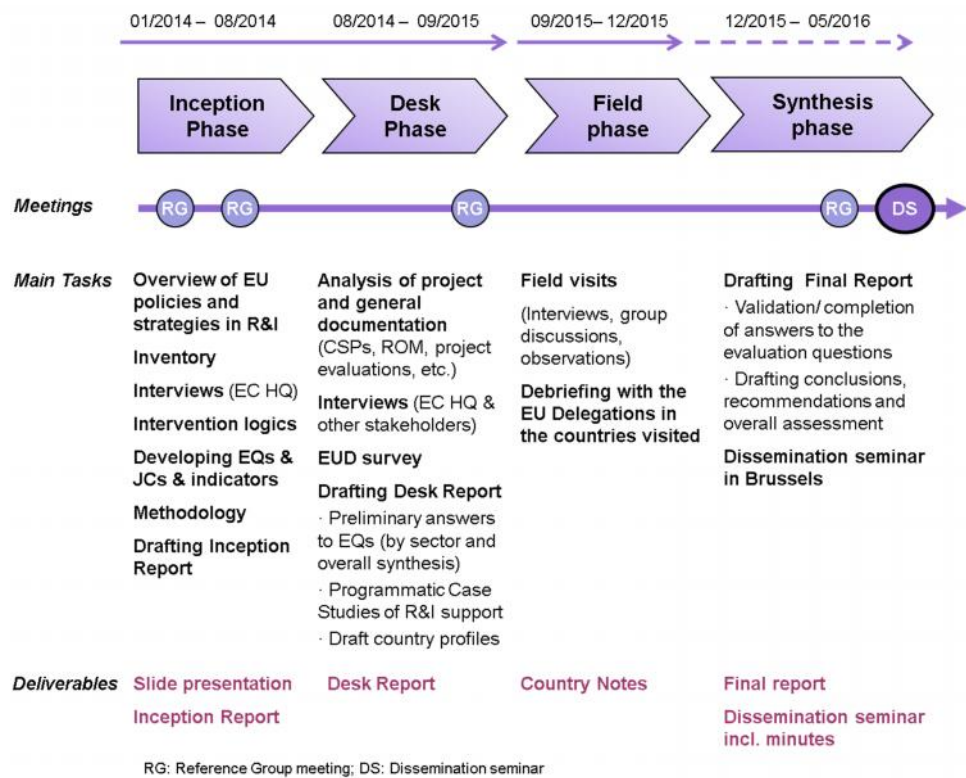 01/2014 – 08/2014
08/2014 – 09/2015
09/2015– 12/2015
12/2015 – 05/2016
Inception
Phase
Desk
Phase
Field
phase
Synthesis
phase
Meetings
RG
RG
RG
RG
DS
Main Tasks
Overview of EU
policies and
strategies in R&I
Inventory
Interviews (EC HQ)
Intervention logics
Developing EQs &
JCs & indicators
Methodology
Drafting Inception
Report
Analysis of project
and general
documentation
(CSPs, ROM, project
evaluations, etc.)
Interviews (EC HQ &
other stakeholders)
EUD survey
Drafting Desk Report
· Preliminary answers
to EQs (by sector and
overall synthesis)
· Programmatic Case
Studies of R&I support
· Draft country profiles
Field visits
(Interviews, group
discussions,
observations)
Debriefing with the
EU Delegations in
the countries visited
Drafting Final Report
· Validation/ completion
of answers to the
evaluation questions
· Drafting conclusions,
recommendations and
overall assessment
Dissemination seminar
in Brussels
Deliverables
Slide presentation
Inception Report
Desk Report
Country Notes
Final report
Dissemination seminar
incl. minutes
RG: Reference Group meeting; DS: Dissemination seminar